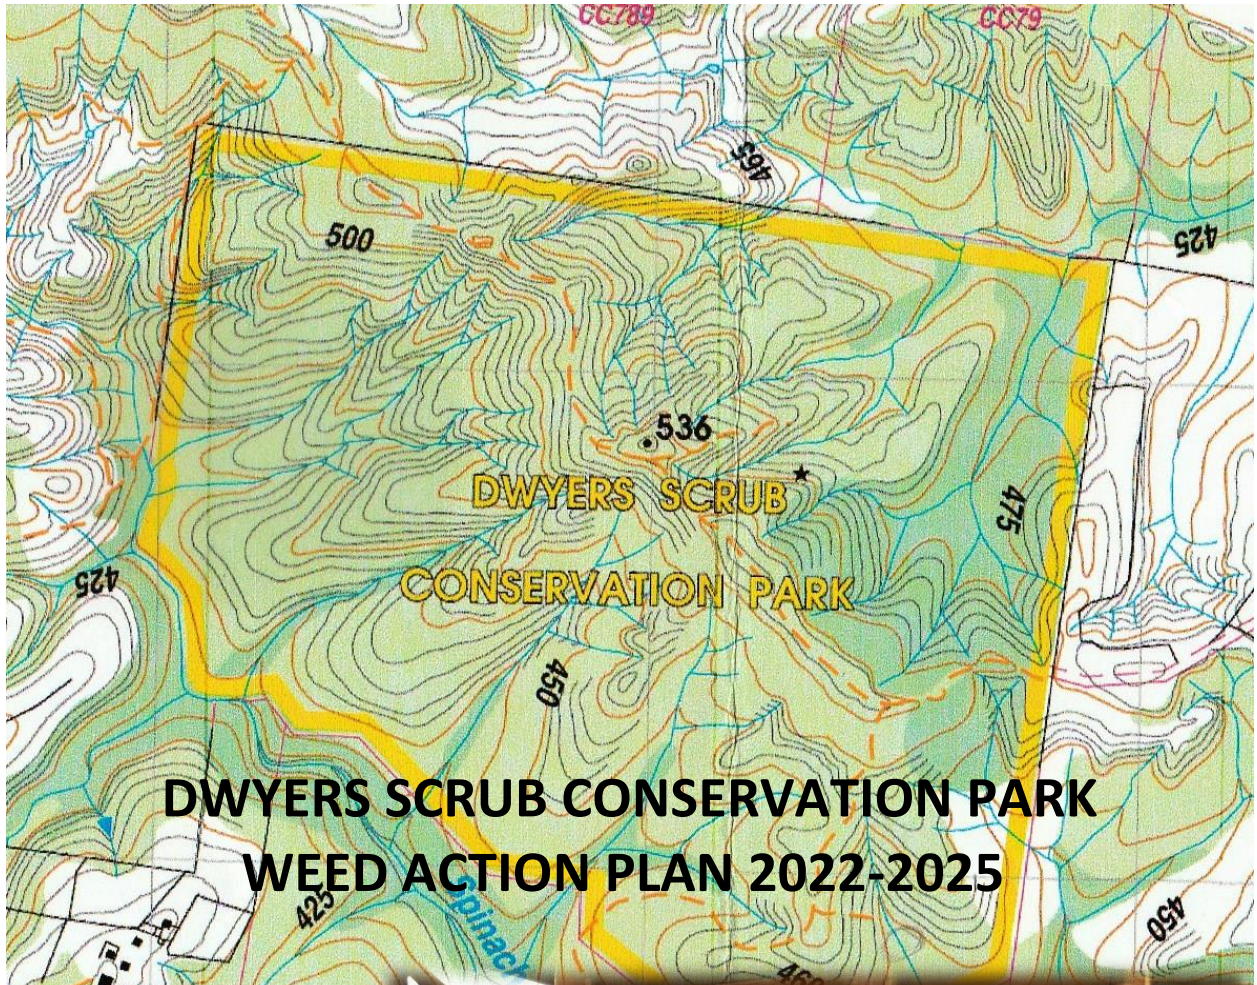 CC789
CC79
465
500
425
536
DWYERS SCRUB
475
CONSERVATION PARK
425
450
DWYERS SCRUB CONSERVATION PARK
WEED ACTION PLAN 2022-2025
425
Spinach
450